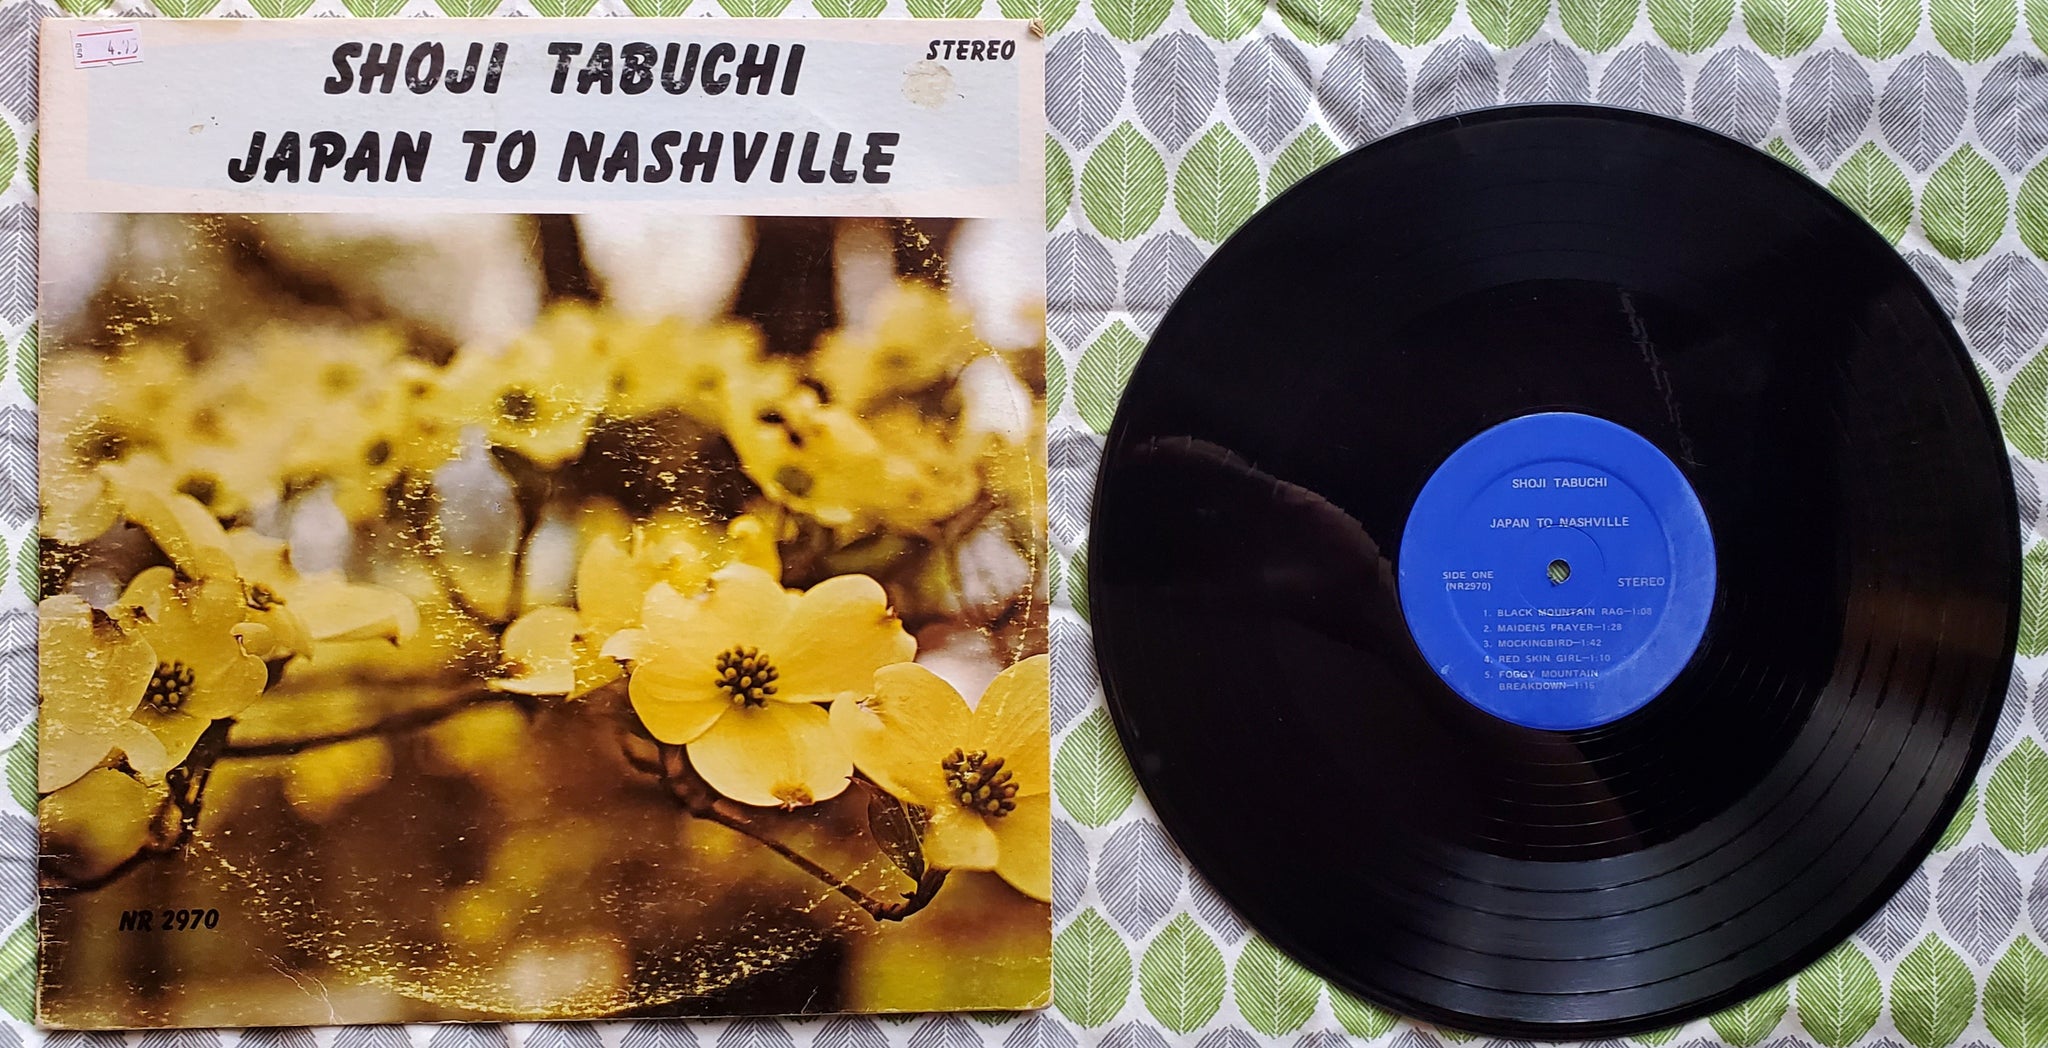 4.95
SHOJI TABUCHI
STEREO
JAPAN TO NASHVILLE
NR 2970
SHOJI TABUCHI
JAPAN TO NASHVILLE
SIDE ONE
(NR2970)
STEREO
1. BLACK MOUNTAIN RAG—1:08
2. MAIDENS PRAYER—1:28
3. MOCKINGBIRD—1:42
4. RED SKIN GIRL—1:10
5. FOGGY MOUNTAIN
BREAKDOWN—1:15